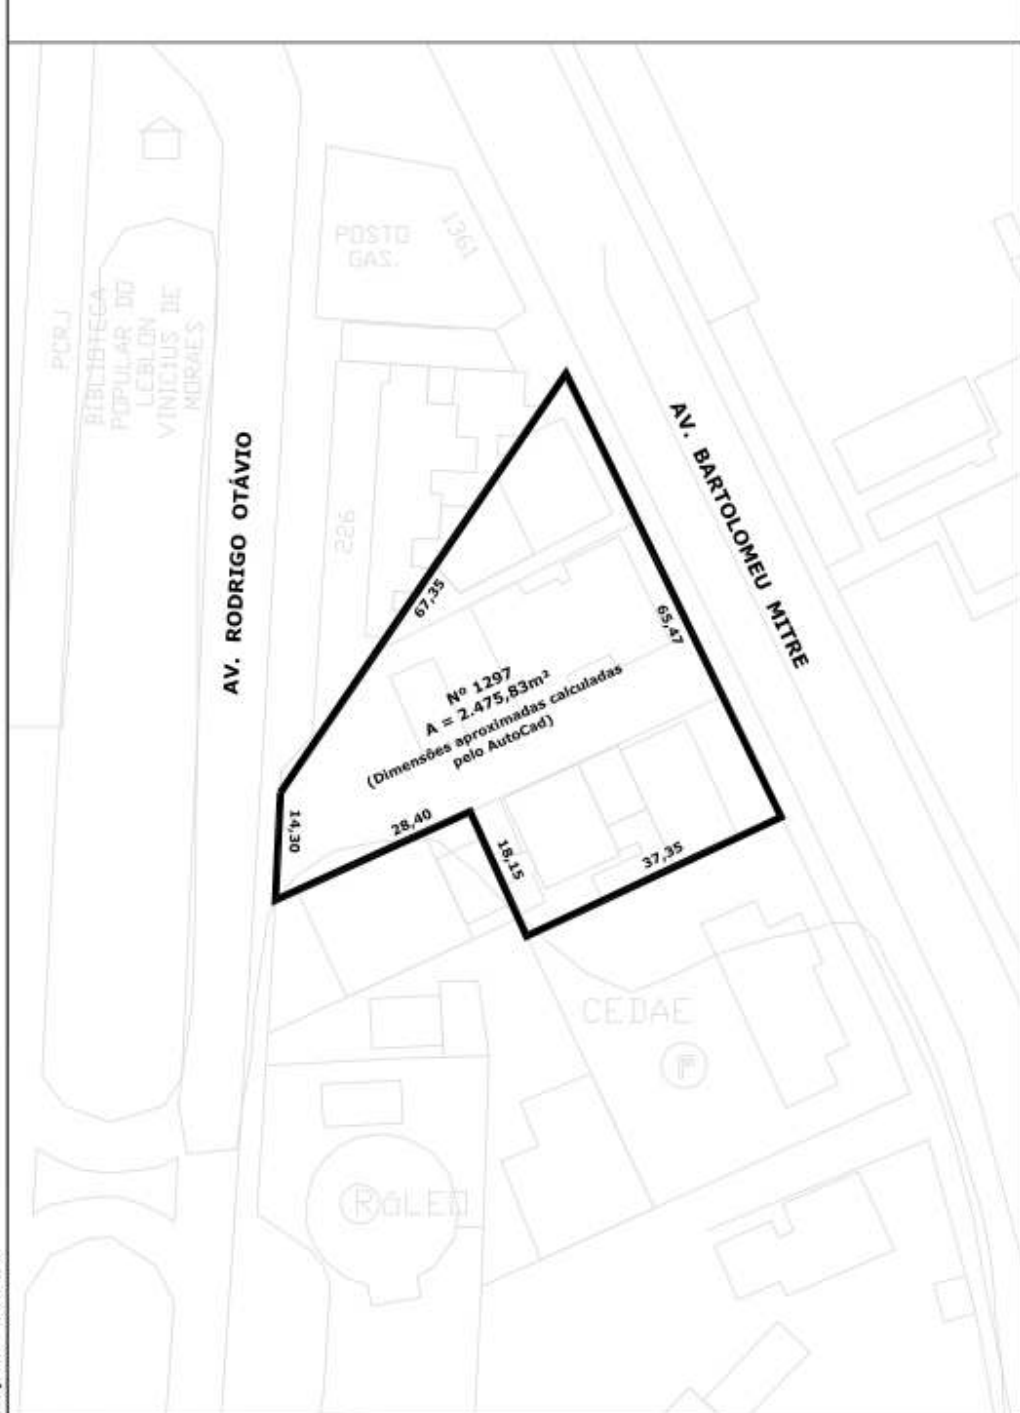 POSTO
GAS.
1361
PCRJ
BIBLIOTECA
POPULAR DO
LEBLON
VINICIUS DE
MORAES
AV. RODRIGO OTÁVIO
AV. BARTOLOMEU MITRE
226
67,35
65,47
Nº 1297
A = 2.475,83m²
(Dimensões aproximadas calculadas
pelo AutoCad)
14,30
28,40
18,15
37,35
CEDAE
F
RÓLEO